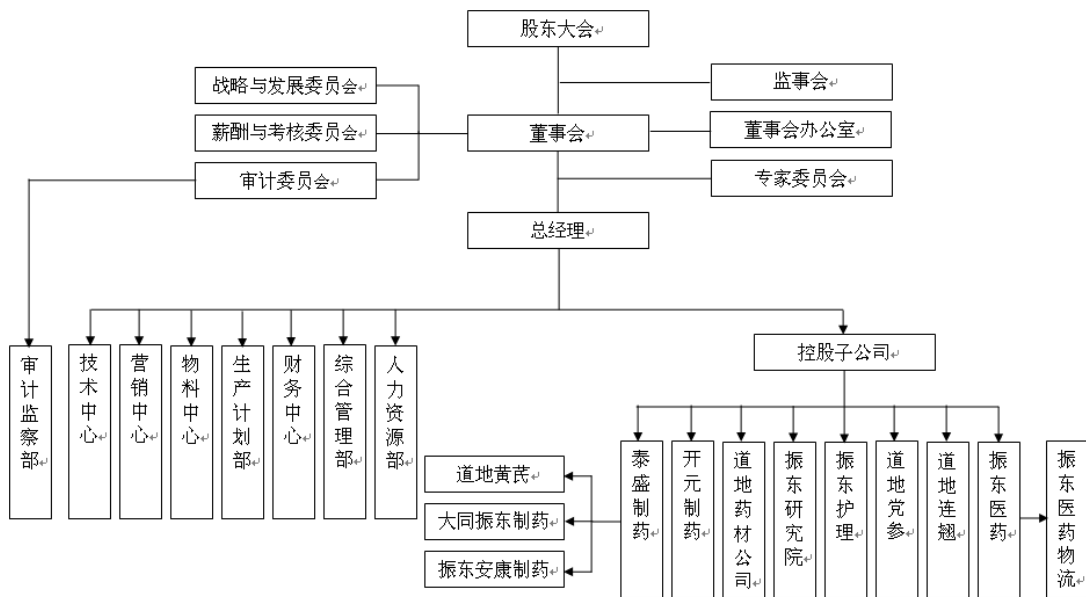 股东大会
战略与发展委员会
监事会
薪酬与考核委员会
董事会
董事会办公室
审计委员会
专家委员会
总经理
控股子公司
审计监察部
技术中心
营销中心
物料中心
生产计划部
财务中心
综合管理部
人力资源部
泰盛制药
开元制药
道地药材公司
振东研究院
振东护理
道地党参
道地连翘
振东医药
振东医药物流
道地黄芪
大同振东制药
振东安康制药